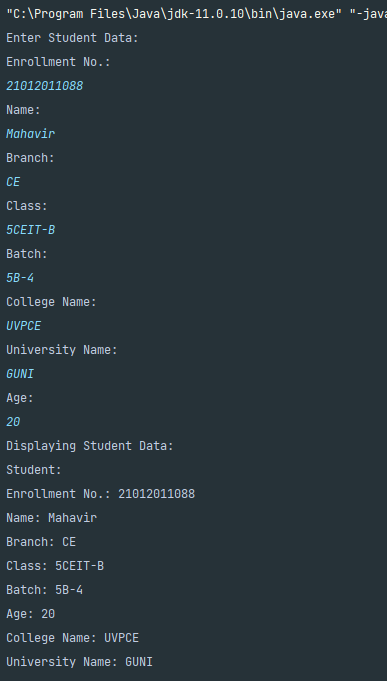 "C:\Program Files\Java\jdk-11.0.10\bin\java.exe" "-java
Enter Student Data:
Enrollment No.:
21012011088
Name:
Mahavir
Branch:
CE
Class:
5CEIT-B
Batch:
5B-4
College Name:
UVPCE
University Name:
GUNI
Age:
20
Displaying Student Data:
Student:
Enrollment No.: 21012011088
Name: Mahavir
Branch: CE
Class: 5CEIT-B
Batch: 5B-4
Age: 20
College Name: UVPCE
University Name: GUNI